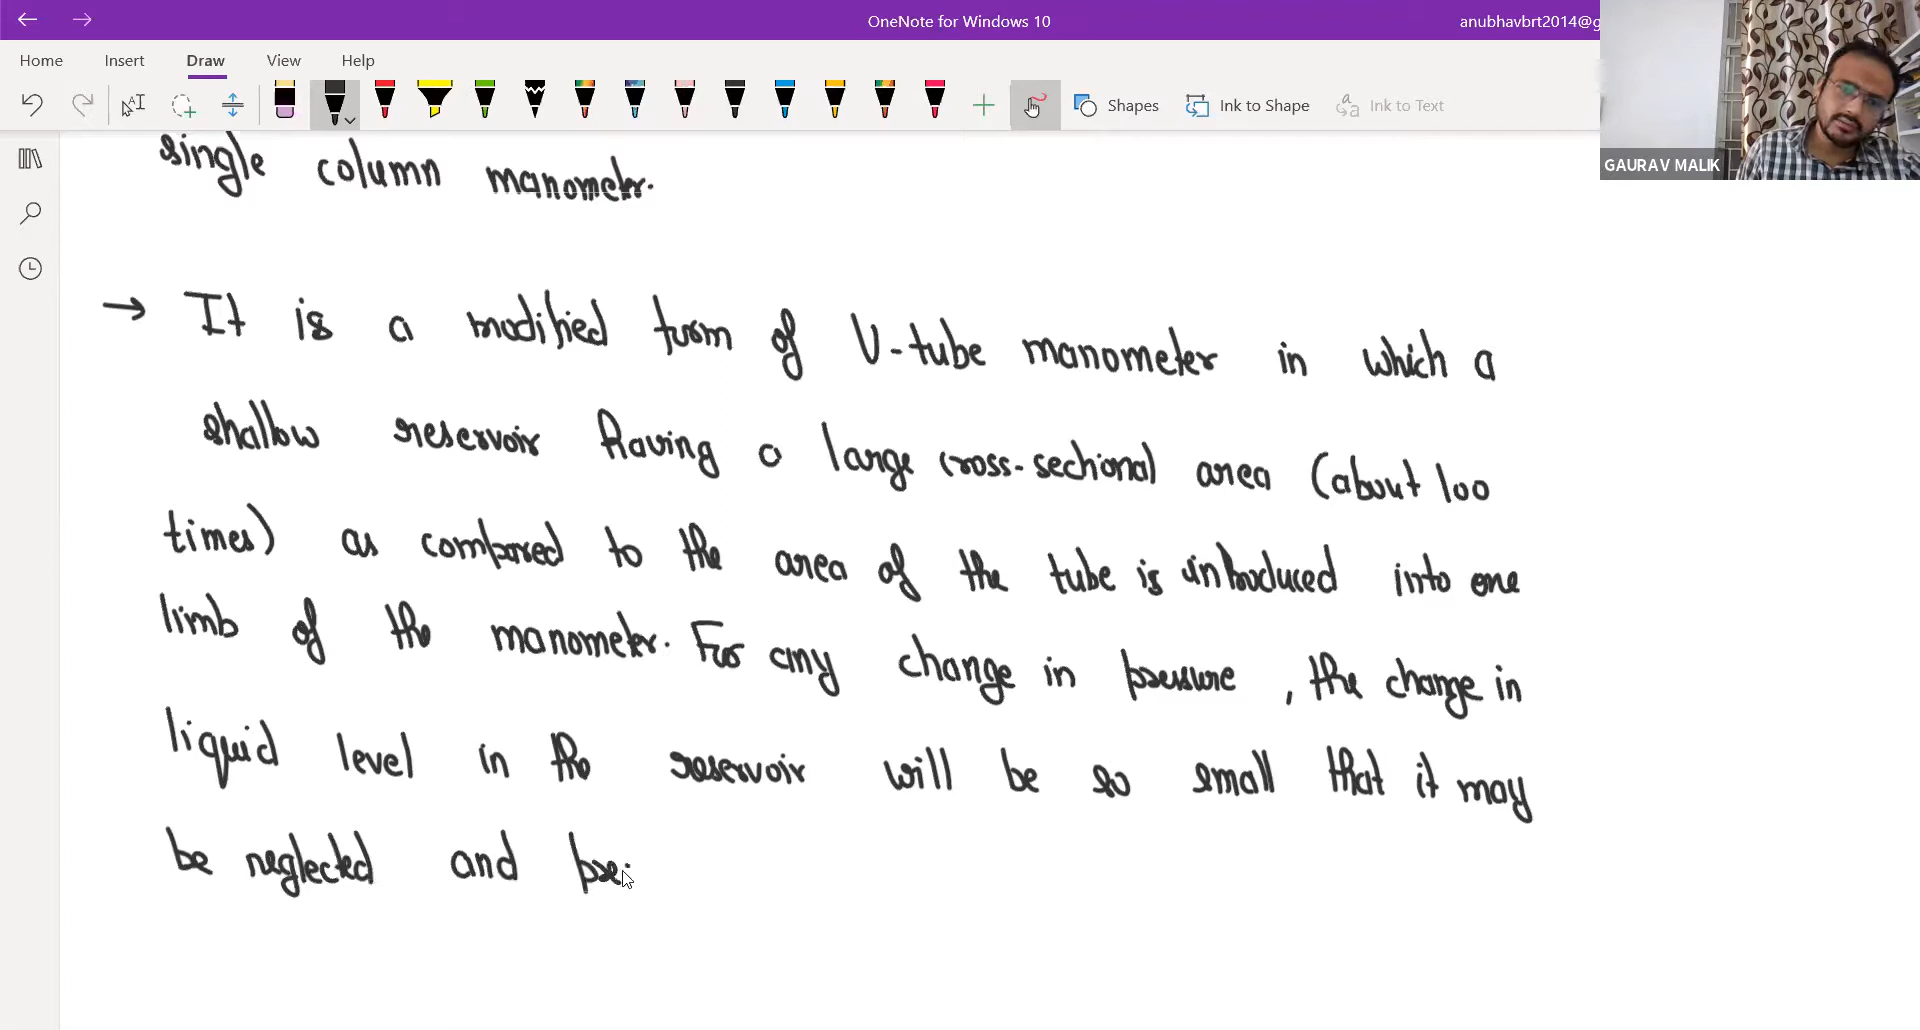 OneNote for Windows 10
anubhavbrt2014@g
Home Insert Draw View Help
Shapes Ink to Shape Ink to Text
GAURAV MALIK
single column manometer.
→ It is a modified form of U-tube manometer in which a
shallow reservoir having a large cross-sectional area (about 100
times) as compared to the area of the tube is introduced into one
limb of the manometer. For any change in pressure, the change in
liquid level in the reservoir will be so small that it may
be neglected and pre